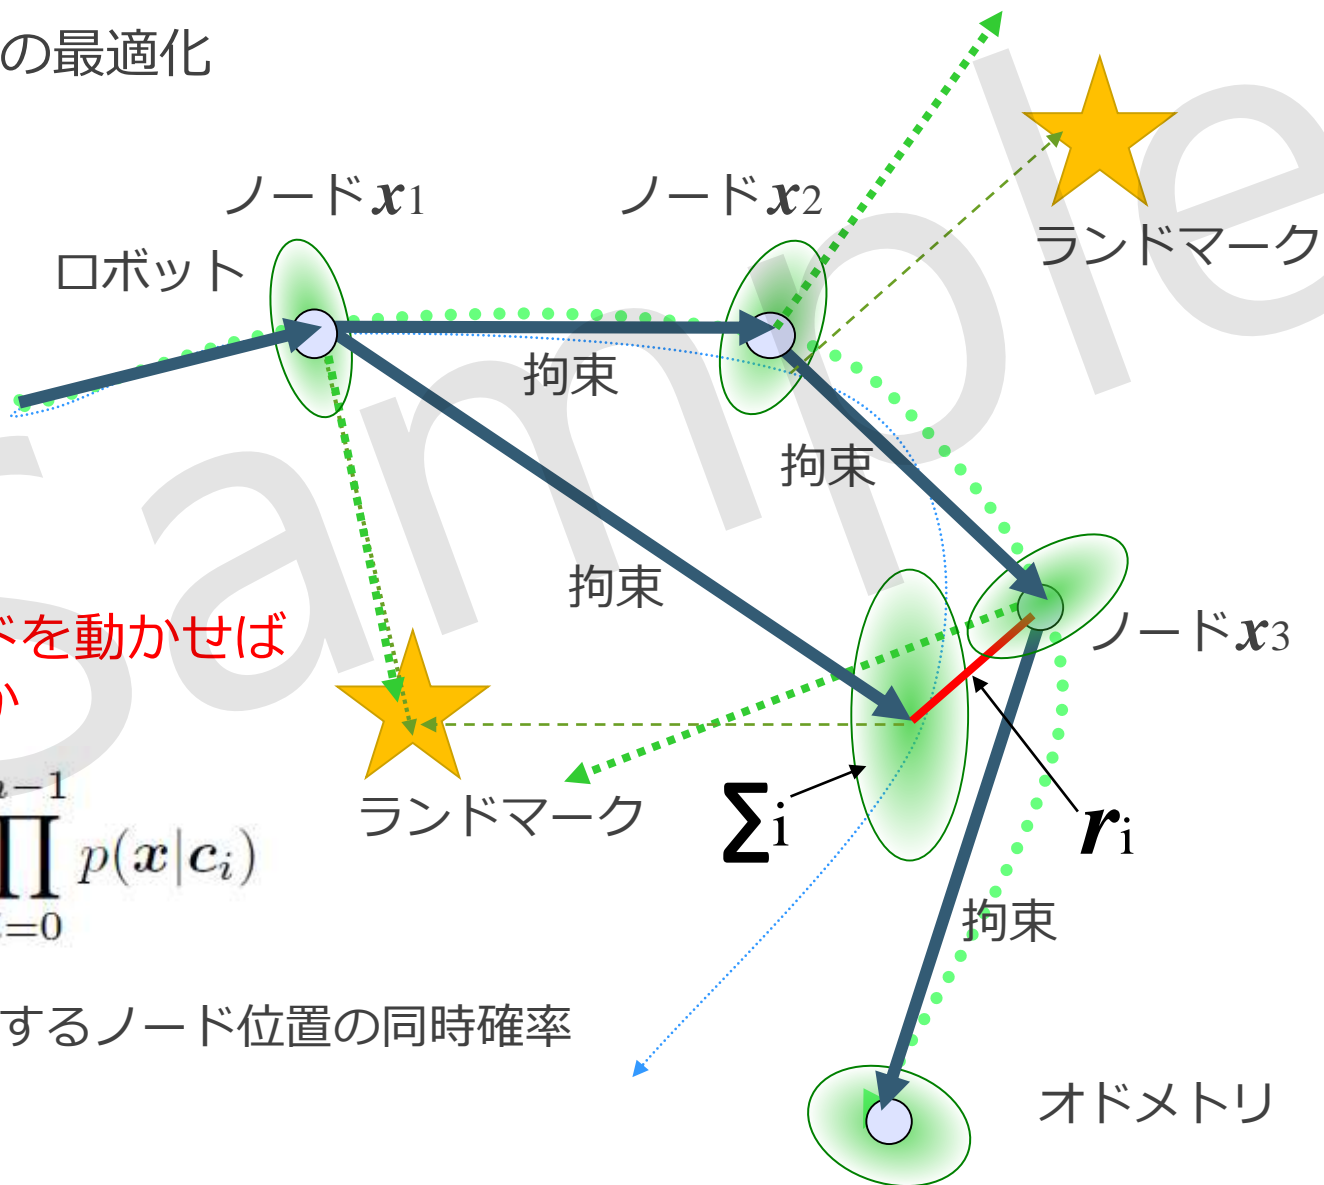 の最適化
ノードx1
ノードx2
ロボット
ランドマーク
拘束
拘束
拘束
ドを動かせば
か
ノードx3
ランドマーク
Σi
ri
n−1
∏ p(x|ci)
i=0
拘束
するノード位置の同時確率
オドメトリ
Sample